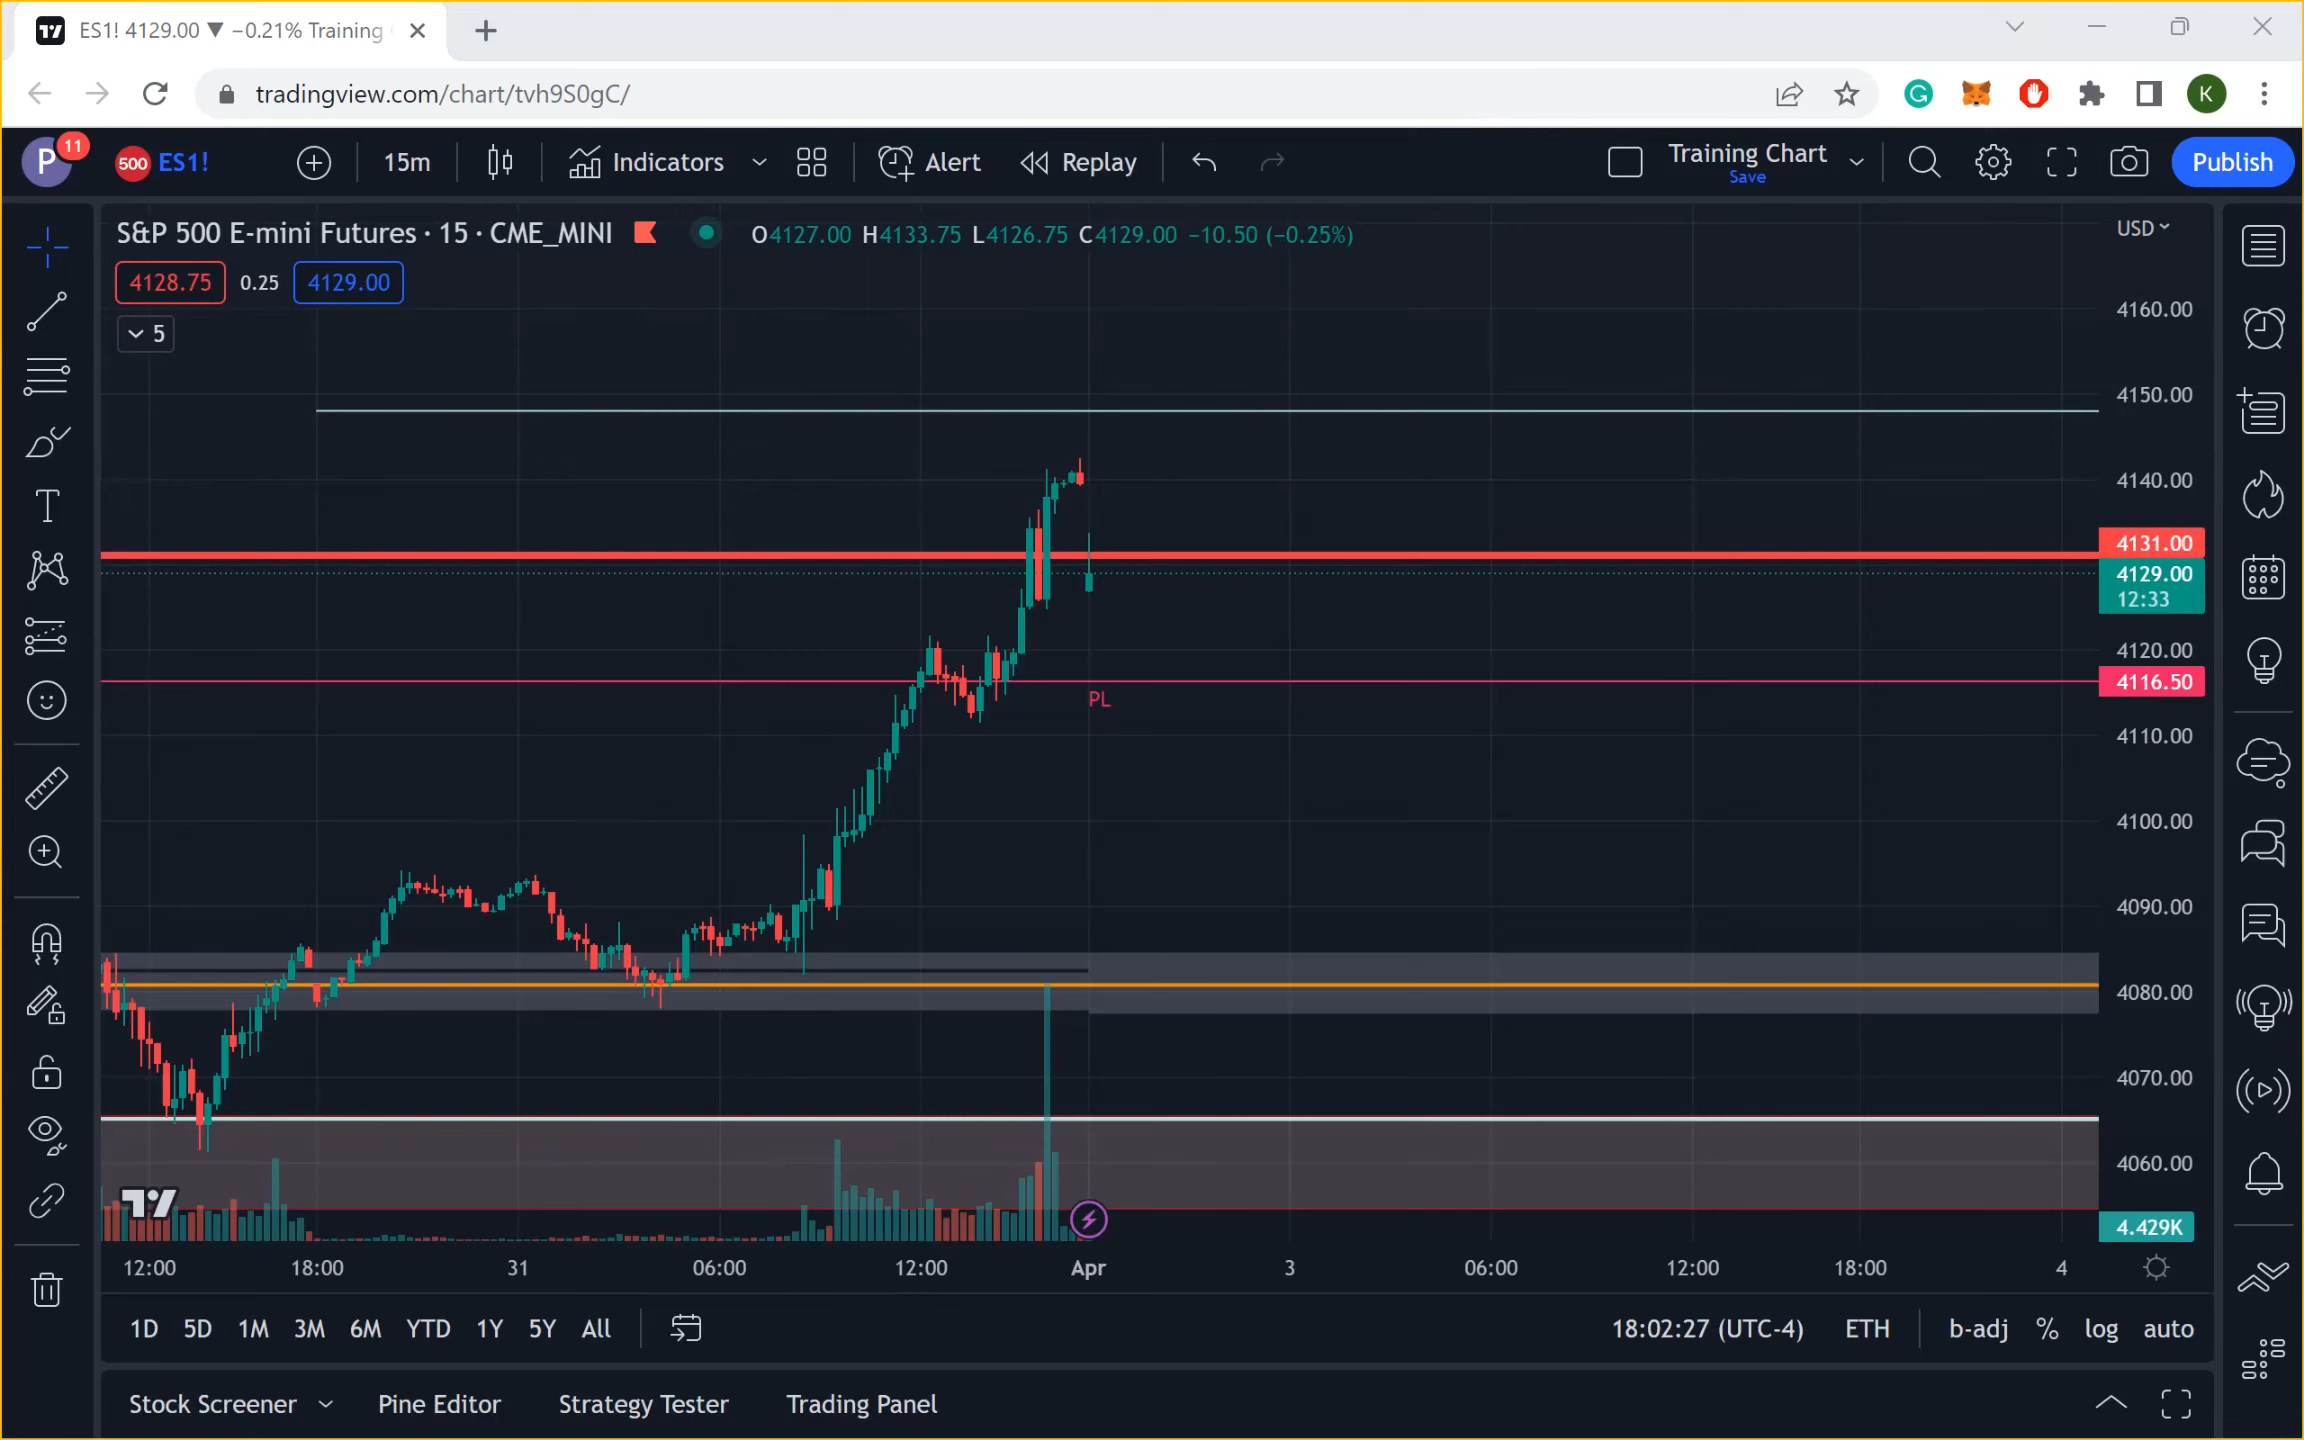 ES1! 4129.00 ▼ −0.21% Training
tradingview.com/chart/tvh9S0gC/
K
P 11 500 ES1! 15m Indicators Alert Replay Training Chart Save Publish
S&P 500 E-mini Futures · 15 · CME_MINI O4127.00 H4133.75 L4126.75 C4129.00 −10.50 (−0.25%)
USD
4128.75 0.25 4129.00
5
4160.00
4150.00
4140.00
4131.00
4129.00
12:33
4120.00
4116.50
PL
4110.00
4100.00
4090.00
4080.00
4070.00
4060.00
4.429K
12:00 18:00 31 06:00 12:00 Apr 3 06:00 12:00 18:00 4
1D 5D 1M 3M 6M YTD 1Y 5Y All 18:02:27 (UTC-4) ETH b-adj % log auto
Stock Screener Pine Editor Strategy Tester Trading Panel